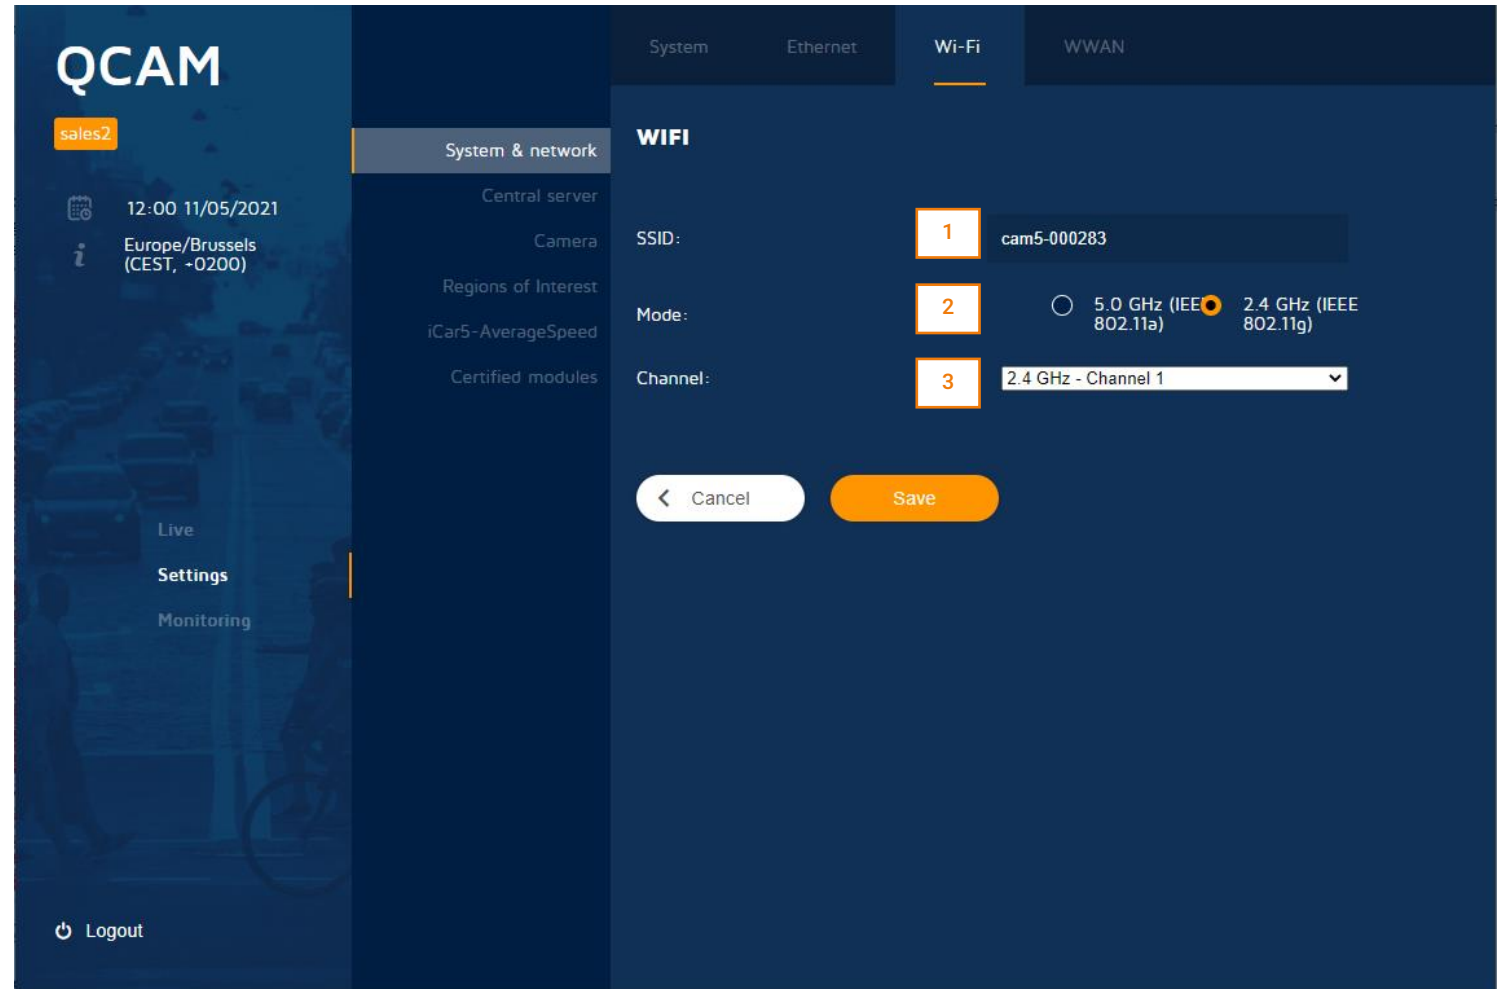 QCAM
sales2
12:00 11/05/2021
Europe/Brussels
(CEST, +0200)
Live
Settings
Monitoring
Logout
System & network
Central server
Camera
Regions of Interest
iCar5-AverageSpeed
Certified modules
System Ethernet Wi-Fi WWAN
WIFI
SSID: 1 cam5-000283
Mode: 2
5.0 GHz (IEE
802.11a)
2.4 GHz (IEEE
802.11g)
Channel: 3 2.4 GHz - Channel 1
Cancel Save